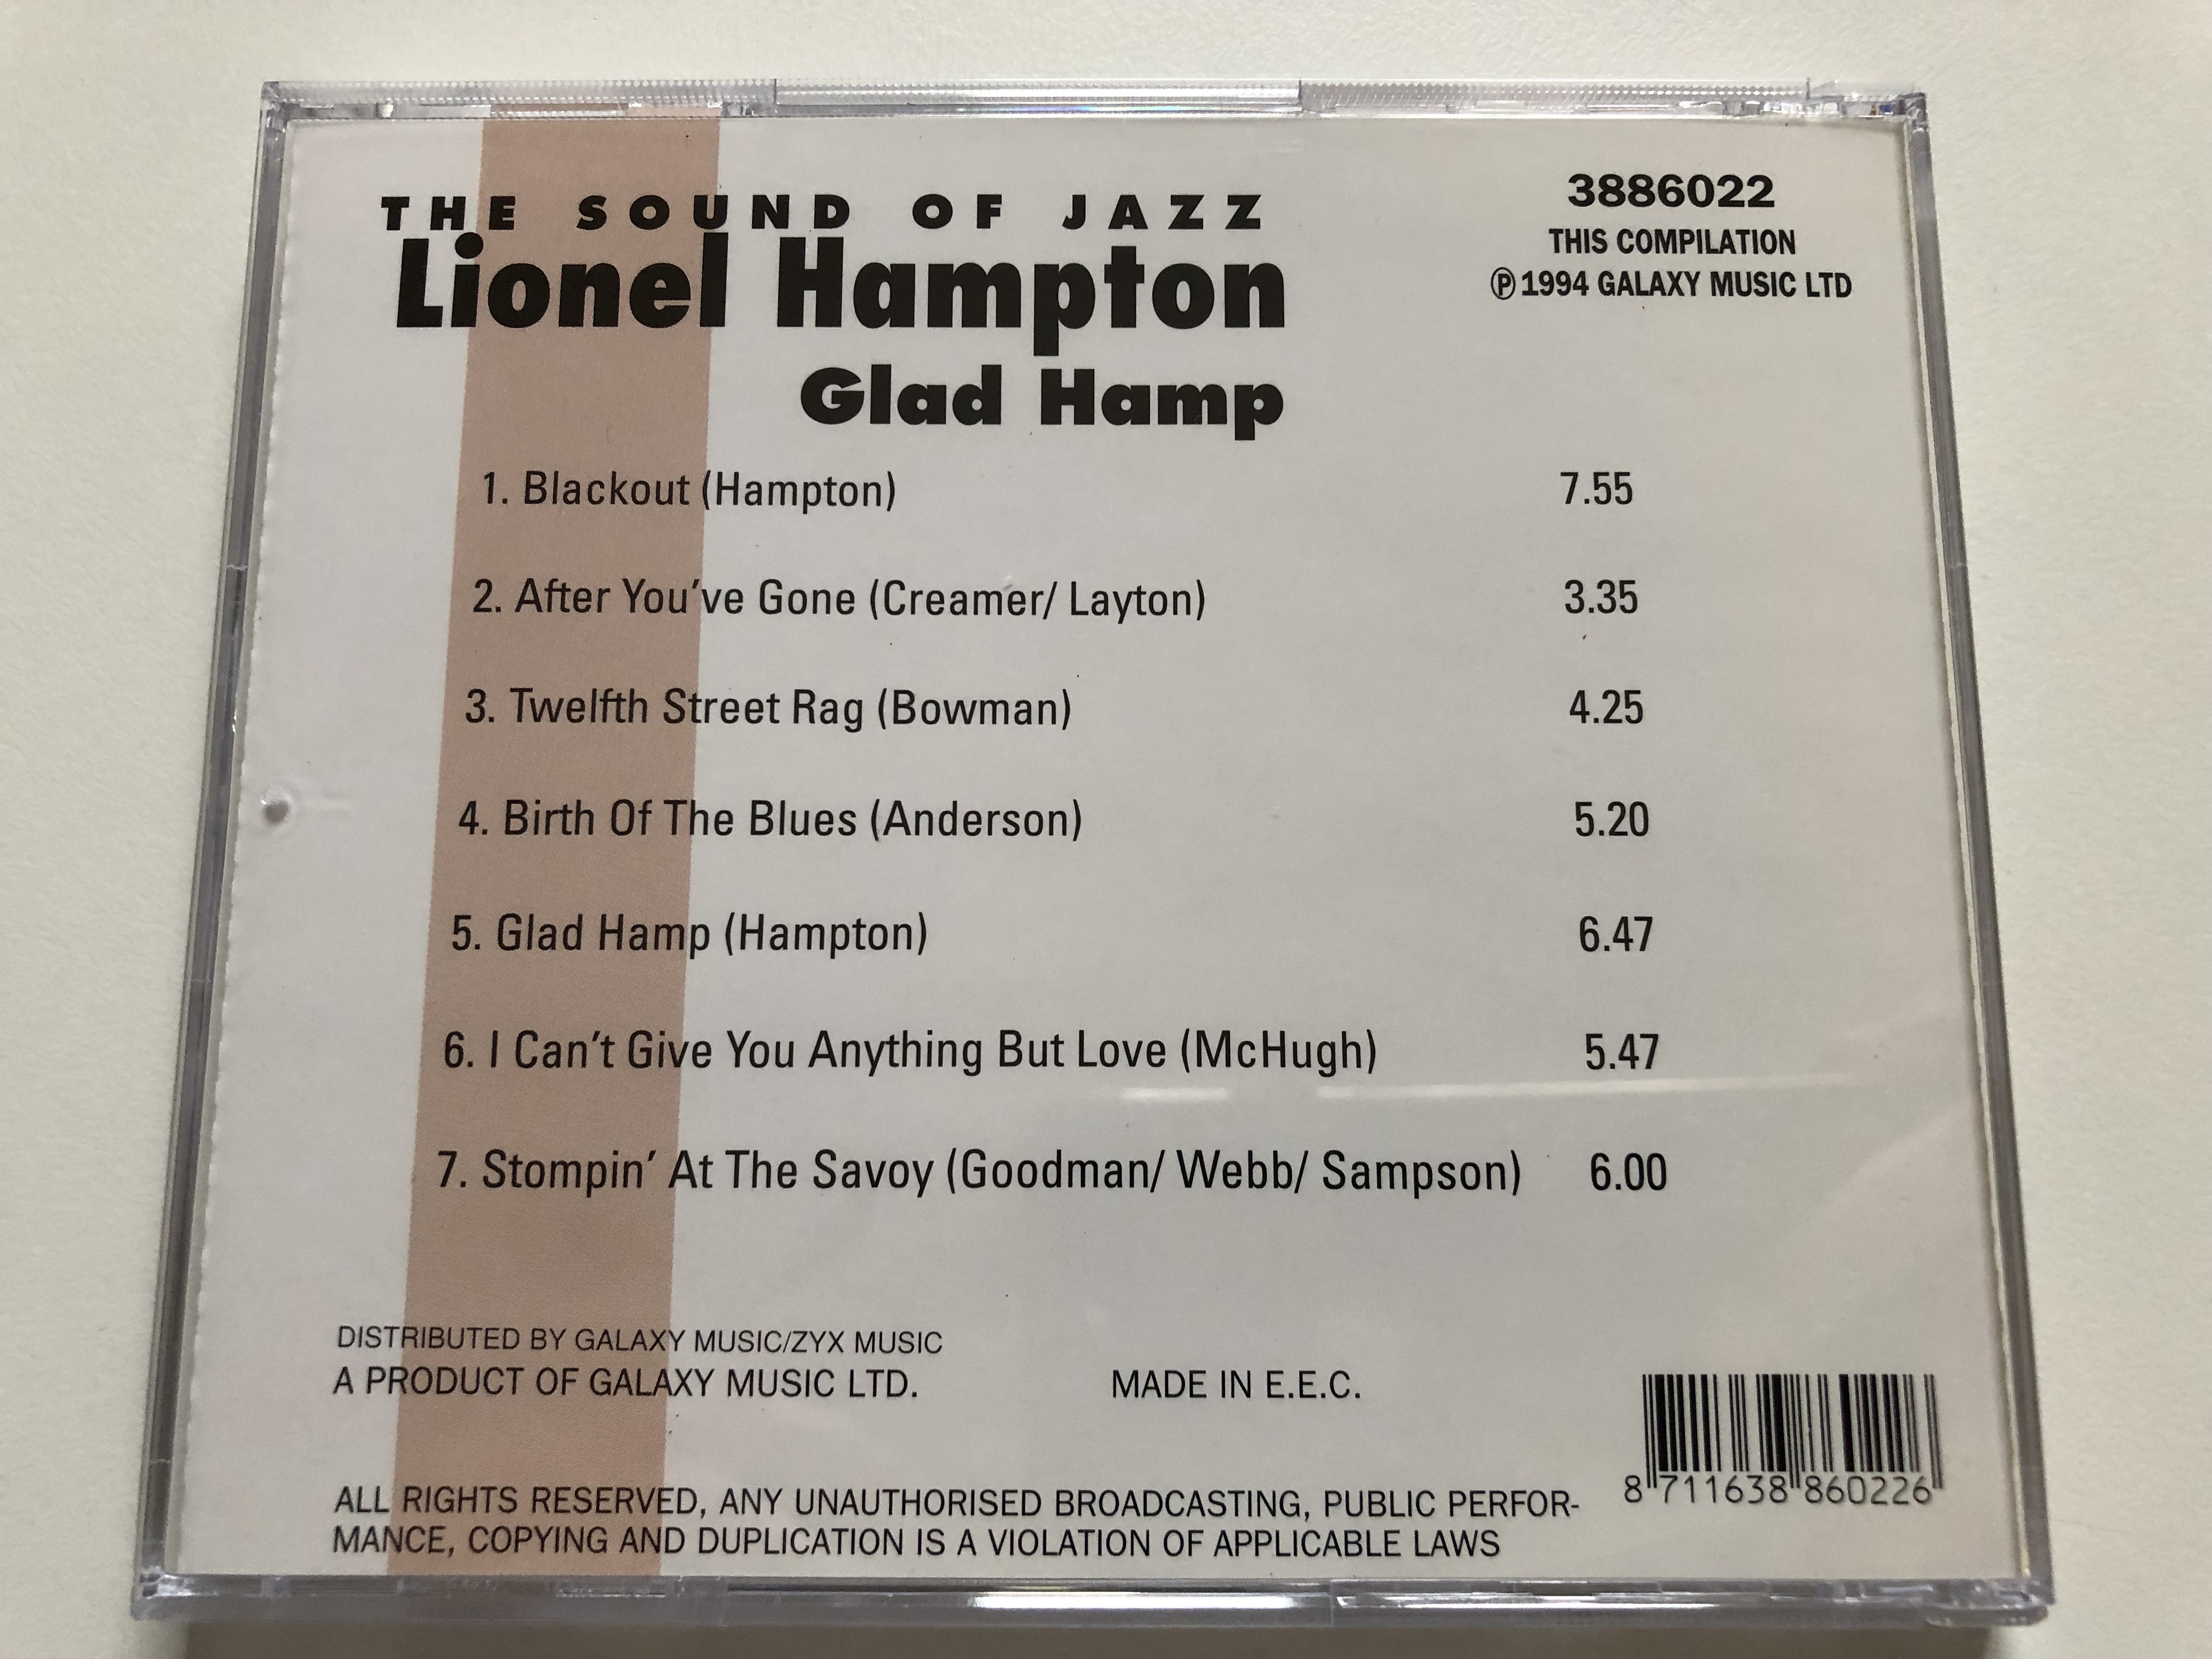 THE SOUND OF JAZZ
Lionel Hampton
Glad Hamp
3886022
THIS COMPILATION
Ⓟ 1994 GALAXY MUSIC LTD
1. Blackout (Hampton) 7.55
2. After You've Gone (Creamer/ Layton) 3.35
3. Twelfth Street Rag (Bowman) 4.25
4. Birth Of The Blues (Anderson) 5.20
5. Glad Hamp (Hampton) 6.47
6. I Can't Give You Anything But Love (McHugh) 5.47
7. Stompin' At The Savoy (Goodman/ Webb/ Sampson) 6.00
DISTRIBUTED BY GALAXY MUSIC/ZYX MUSIC
A PRODUCT OF GALAXY MUSIC LTD. MADE IN E.E.C.
ALL RIGHTS RESERVED, ANY UNAUTHORISED BROADCASTING, PUBLIC PERFOR-
MANCE, COPYING AND DUPLICATION IS A VIOLATION OF APPLICABLE LAWS
8 711638 860226